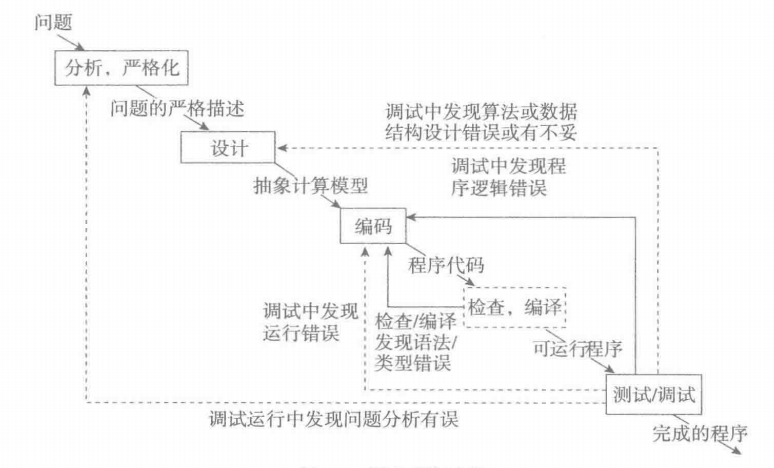 问题
分析，严格化
问题的严格描述
调试中发现算法或数据
结构设计错误或有不妥
设计
调试中发现程
序逻辑错误
抽象计算模型
编码
程序代码
调试中发现
运行错误
检查/编译
发现语法/
类型错误
检查，编译
可运行程序
测试/调试
调试运行中发现问题分析有误
完成的程序